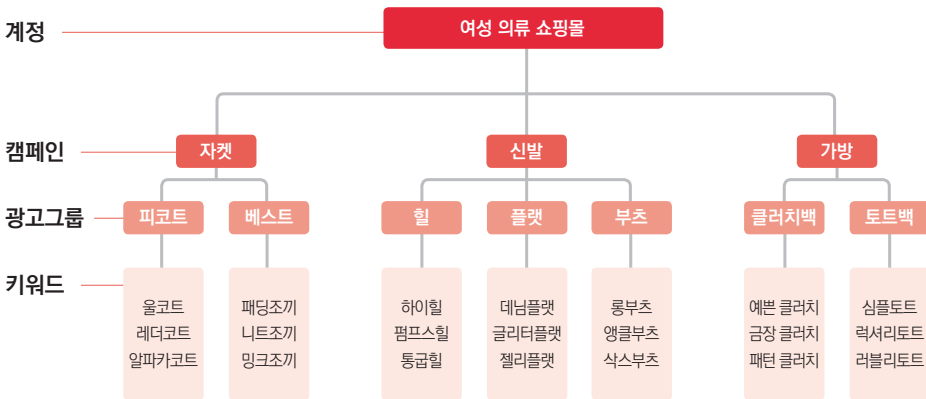 계정
여성 의류 쇼핑몰
캠페인
자켓
신발
가방
광고그룹
피코트
베스트
힐
플랫
부츠
클러치백
토트백
키워드
울코트
레더코트
알파카코트
패딩조끼
니트조끼
밍크조끼
하이힐
펌프스힐
통굽힐
데님플랫
글리터플랫
젤리플랫
롱부츠
앵클부츠
삭스부츠
예쁜 클러치
금장 클러치
패턴 클러치
심플토트
럭셔리토트
러블리토트